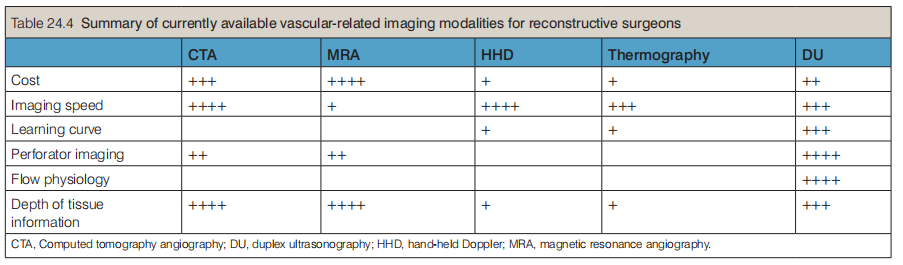 Table 24.4 Summary of currently available vascular-related imaging modalities for reconstructive surgeons
CTA MRA HHD Thermography DU
Cost +++ ++++ + + ++
Imaging speed ++++ + ++++ +++ +++
Learning curve + + +++
Perforator imaging ++ ++ ++++
Flow physiology ++++
Depth of tissue ++++ ++++ + + +++
information
CTA, Computed tomography angiography; DU, duplex ultrasonography; HHD, hand-held Doppler; MRA, magnetic resonance angiography.